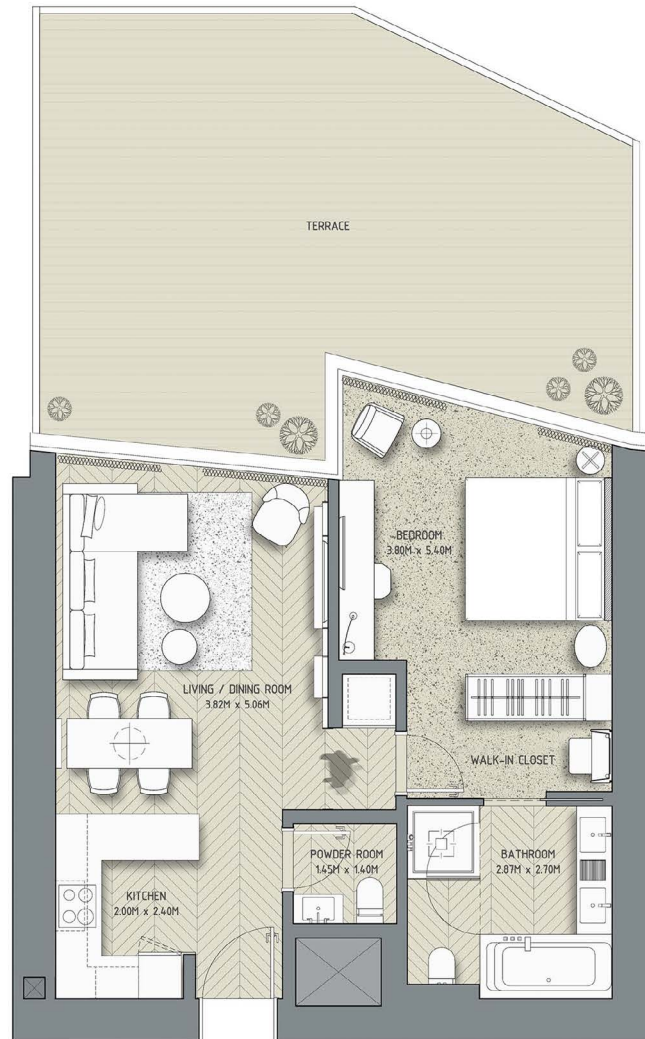 TERRACE
BEDROOM
3.80M x 5.40M
LIVING / DINING ROOM
3.82M x 5.06M
WALK-IN CLOSET
POWDER ROOM
1.45M x 1.40M
BATHROOM
2.87M x 2.70M
KITCHEN
2.00M x 2.40M